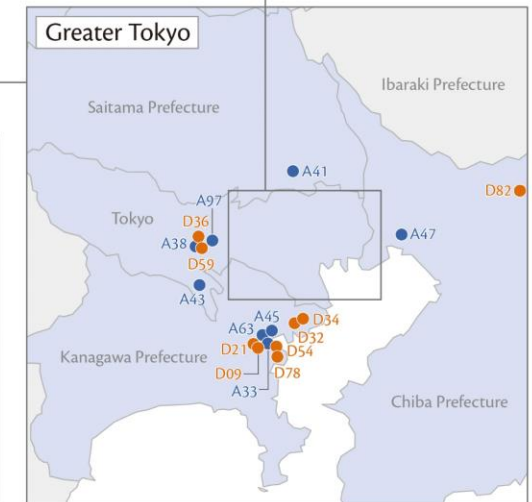 Greater Tokyo
Ibaraki Prefecture
Saitama Prefecture
A41
D82
A97
Tokyo
D36
A38
A47
D59
A43
A45
D34
A63
D32
D21
D54
Kanagawa Prefecture
D09
D78
A33
Chiba Prefecture